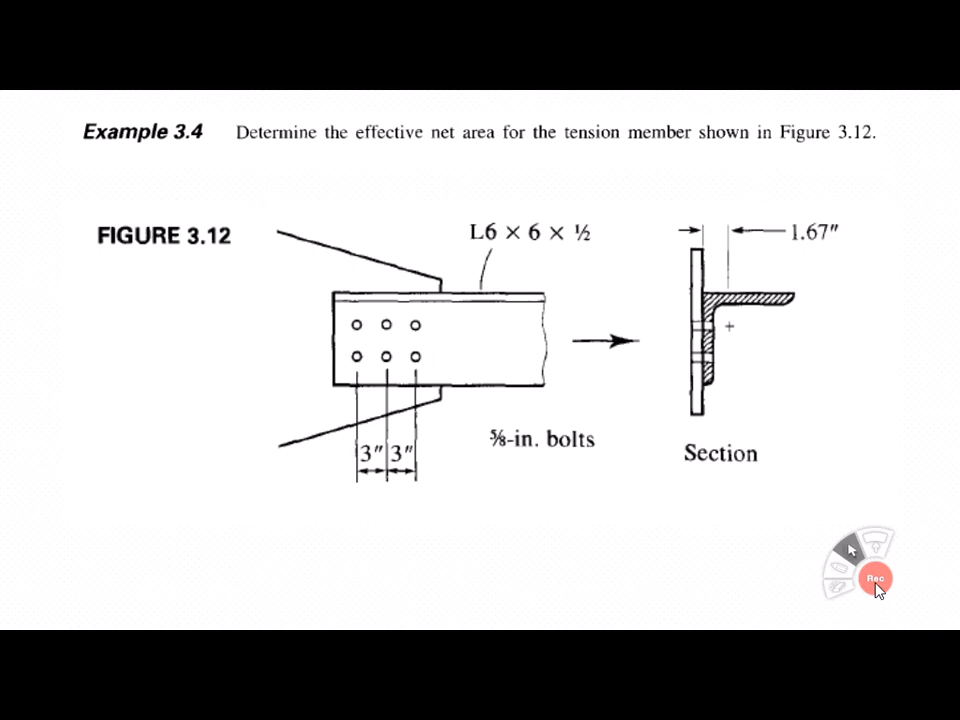 Example 3.4 Determine the effective net area for the tension member shown in Figure 3.12.
FIGURE 3.12
L6 × 6 × ½
1.67"
3" 3"
⅝-in. bolts
Section
Rec